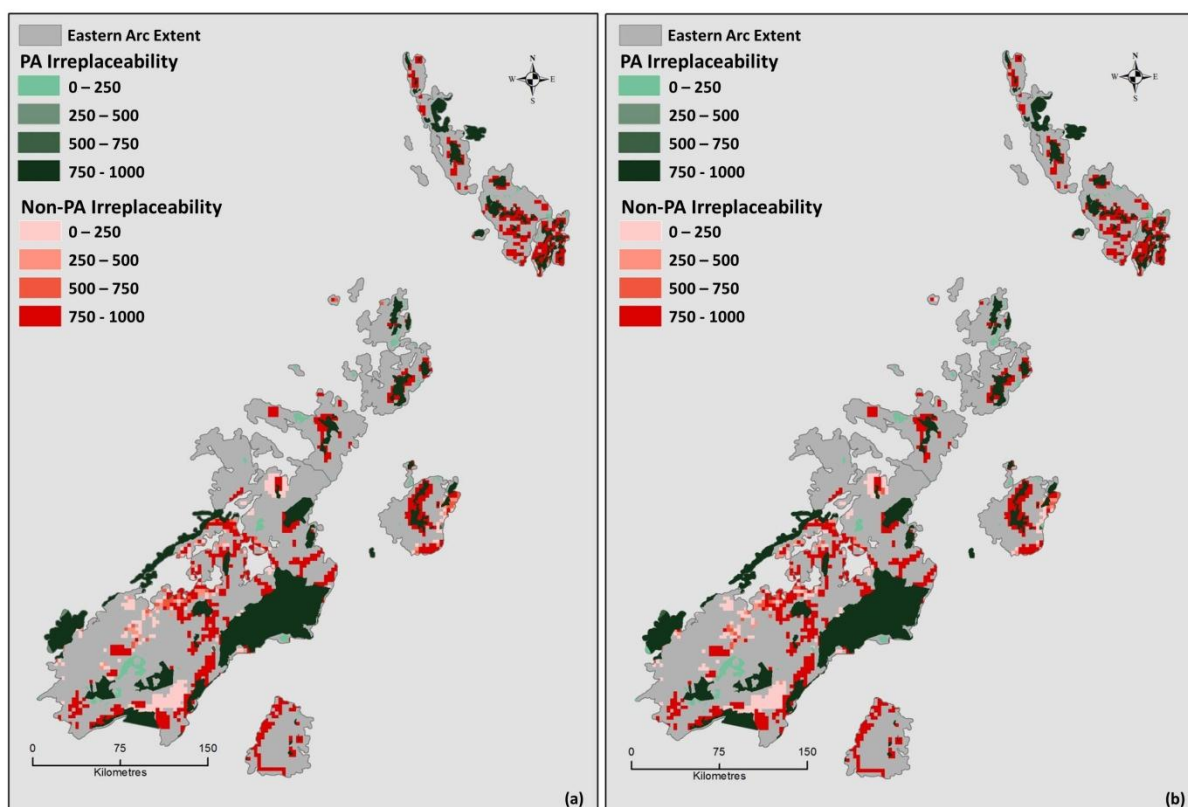 Eastern Arc Extent
PA Irreplaceability
0 – 250
250 – 500
500 – 750
750 - 1000
Non-PA Irreplaceability
0 – 250
250 – 500
500 – 750
750 - 1000
N
W E
S
0 75 150
Kilometres
(a)
Eastern Arc Extent
PA Irreplaceability
0 – 250
250 – 500
500 – 750
750 - 1000
Non-PA Irreplaceability
0 – 250
250 – 500
500 – 750
750 - 1000
N
W E
S
0 75 150
Kilometres
(b)